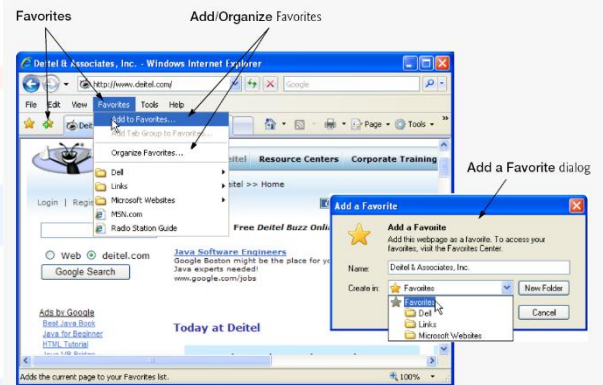 Favorites
Add/Organize Favorites
Deitel & Associates, Inc. - Windows Internet Explorer
http://www.deitel.com/
Google
File Edit View Favorites Tools Help
Deit
Page
Tools
Add to Favorites...
Add Tab Group to Favorites...
Organize Favorites...
Dell
Links
Microsoft Websites
MSN.com
Radio Station Guide
eitel Resource Centers Corporate Training
eitel >> Home
Login | Regis
Free Deitel Buzz Onli
Web deitel.com
Google Search
Java Software Engineers
Google Boston might be the place for yo
Java experts needed!
www.google.com/jobs
Ads by Google
Best Java Book
Java for Beginner
HTML Tutorial
Today at Deitel
Adds the current page to your Favorites list.
100%
Add a Favorite dialog
Add a Favorite
Add a Favorite
Add this webpage as a favorite. To access your
favorites, visit the Favorites Center.
Name: Deitel & Associates, Inc.
Create in: Favorites New Folder
Favorites
Dell
Links
Microsoft Websites
Cancel